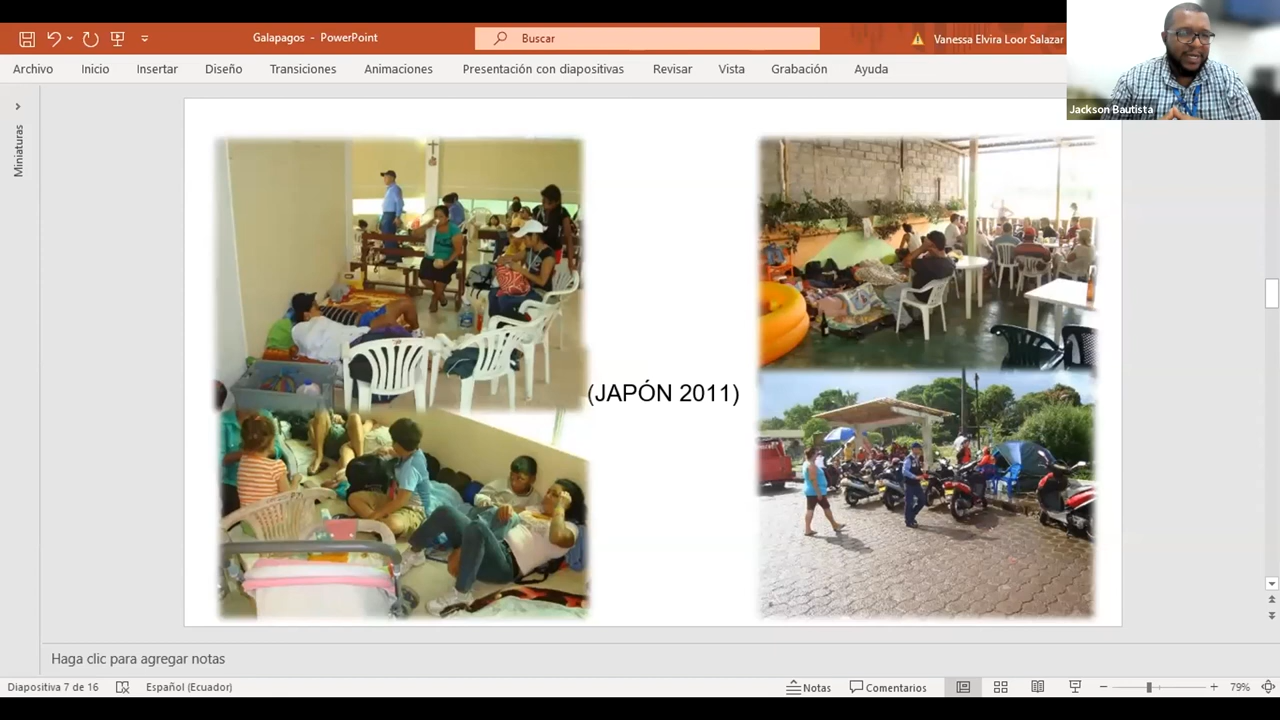 Galapagos - PowerPoint
Buscar
Vanessa Elvira Loor Salazar
Archivo
Inicio
Insertar
Diseño
Transiciones
Animaciones
Presentación con diapositivas
Revisar
Vista
Grabación
Ayuda
Jackson Bautista
Miniaturas
(JAPÓN 2011)
Haga clic para agregar notas
Diapositiva 7 de 16
Español (Ecuador)
Notas
Comentarios
79%